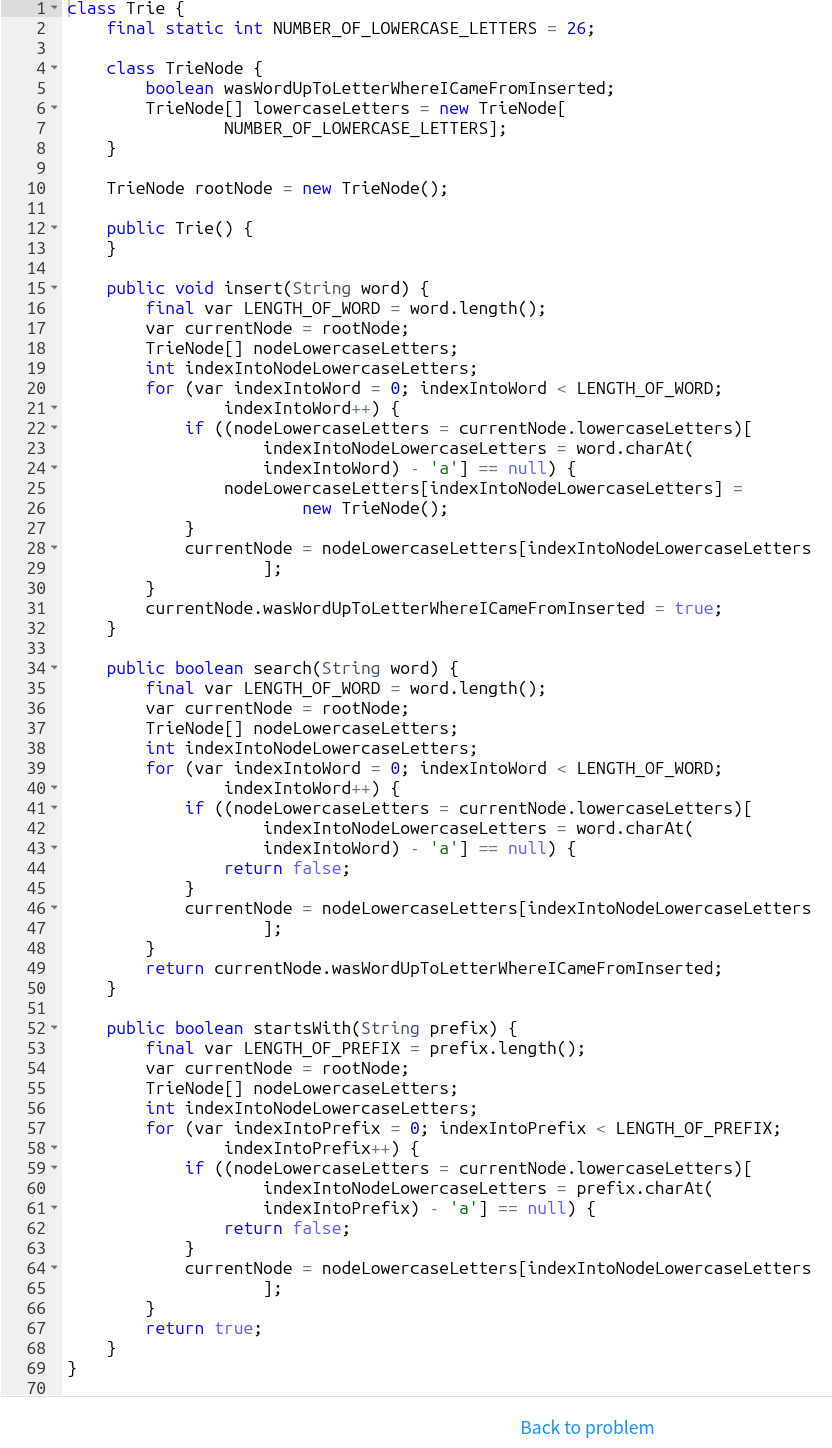 1 class Trie {
2     final static int NUMBER_OF_LOWERCASE_LETTERS = 26;
3
4     class TrieNode {
5         boolean wasWordUpToLetterWhereICameFromInserted;
6         TrieNode[] lowercaseLetters = new TrieNode[
7                 NUMBER_OF_LOWERCASE_LETTERS];
8     }
9
10     TrieNode rootNode = new TrieNode();
11
12     public Trie() {
13     }
14
15     public void insert(String word) {
16         final var LENGTH_OF_WORD = word.length();
17         var currentNode = rootNode;
18         TrieNode[] nodeLowercaseLetters;
19         int indexIntoNodeLowercaseLetters;
20         for (var indexIntoWord = 0; indexIntoWord < LENGTH_OF_WORD;
21                 indexIntoWord++) {
22             if ((nodeLowercaseLetters = currentNode.lowercaseLetters)[
23                     indexIntoNodeLowercaseLetters = word.charAt(
24                     indexIntoWord) - 'a'] == null) {
25                 nodeLowercaseLetters[indexIntoNodeLowercaseLetters] =
26                         new TrieNode();
27             }
28             currentNode = nodeLowercaseLetters[indexIntoNodeLowercaseLetters
29                     ];
30         }
31         currentNode.wasWordUpToLetterWhereICameFromInserted = true;
32     }
33
34     public boolean search(String word) {
35         final var LENGTH_OF_WORD = word.length();
36         var currentNode = rootNode;
37         TrieNode[] nodeLowercaseLetters;
38         int indexIntoNodeLowercaseLetters;
39         for (var indexIntoWord = 0; indexIntoWord < LENGTH_OF_WORD;
40                 indexIntoWord++) {
41             if ((nodeLowercaseLetters = currentNode.lowercaseLetters)[
42                     indexIntoNodeLowercaseLetters = word.charAt(
43                     indexIntoWord) - 'a'] == null) {
44                 return false;
45             }
46             currentNode = nodeLowercaseLetters[indexIntoNodeLowercaseLetters
47                     ];
48         }
49         return currentNode.wasWordUpToLetterWhereICameFromInserted;
50     }
51
52     public boolean startsWith(String prefix) {
53         final var LENGTH_OF_PREFIX = prefix.length();
54         var currentNode = rootNode;
55         TrieNode[] nodeLowercaseLetters;
56         int indexIntoNodeLowercaseLetters;
57         for (var indexIntoPrefix = 0; indexIntoPrefix < LENGTH_OF_PREFIX;
58                 indexIntoPrefix++) {
59             if ((nodeLowercaseLetters = currentNode.lowercaseLetters)[
60                     indexIntoNodeLowercaseLetters = prefix.charAt(
61                     indexIntoPrefix) - 'a'] == null) {
62                 return false;
63             }
64             currentNode = nodeLowercaseLetters[indexIntoNodeLowercaseLetters
65                     ];
66         }
67         return true;
68     }
69 }
70
Back to problem